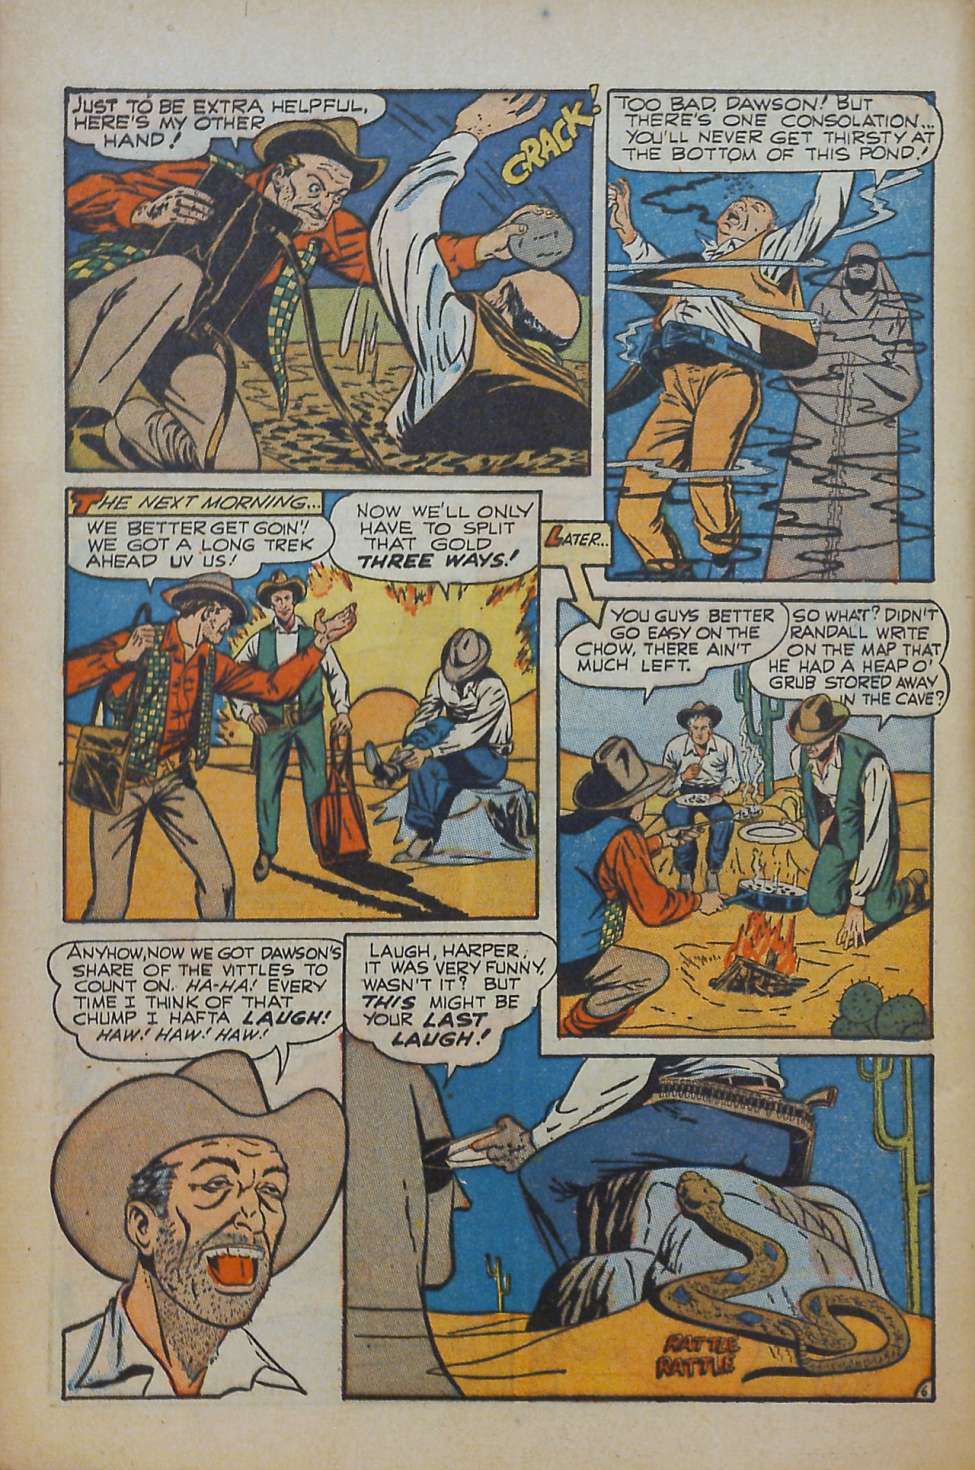 JUST TO BE EXTRA HELPFUL,
HERE'S MY OTHER
HAND!
CRACK!
TOO BAD DAWSON! BUT
THERE'S ONE CONSOLATION...
YOU'LL NEVER GET THIRSTY AT
THE BOTTOM OF THIS POND!
THE NEXT MORNING...
WE BETTER GET GOIN'!
WE GOT A LONG TREK
AHEAD UV US!
NOW WE'LL ONLY
HAVE TO SPLIT
THAT GOLD
THREE WAYS!
LATER...
YOU GUYS BETTER
GO EASY ON THE
CHOW, THERE AIN'T
MUCH LEFT.
SO WHAT? DIDN'T
RANDALL WRITE
ON THE MAP THAT
HE HAD A HEAP O'
GRUB STORED AWAY
IN THE CAVE?
ANYHOW, NOW WE GOT DAWSON'S
SHARE OF THE VITTLES TO
COUNT ON. HA-HA! EVERY
TIME I THINK OF THAT
CHUMP I HAFTA LAUGH!
HAW! HAW! HAW!
LAUGH, HARPER,
IT WAS VERY FUNNY,
WASN'T IT? BUT
THIS MIGHT BE
YOUR LAST
LAUGH!
RATTLE
RATTLE
6